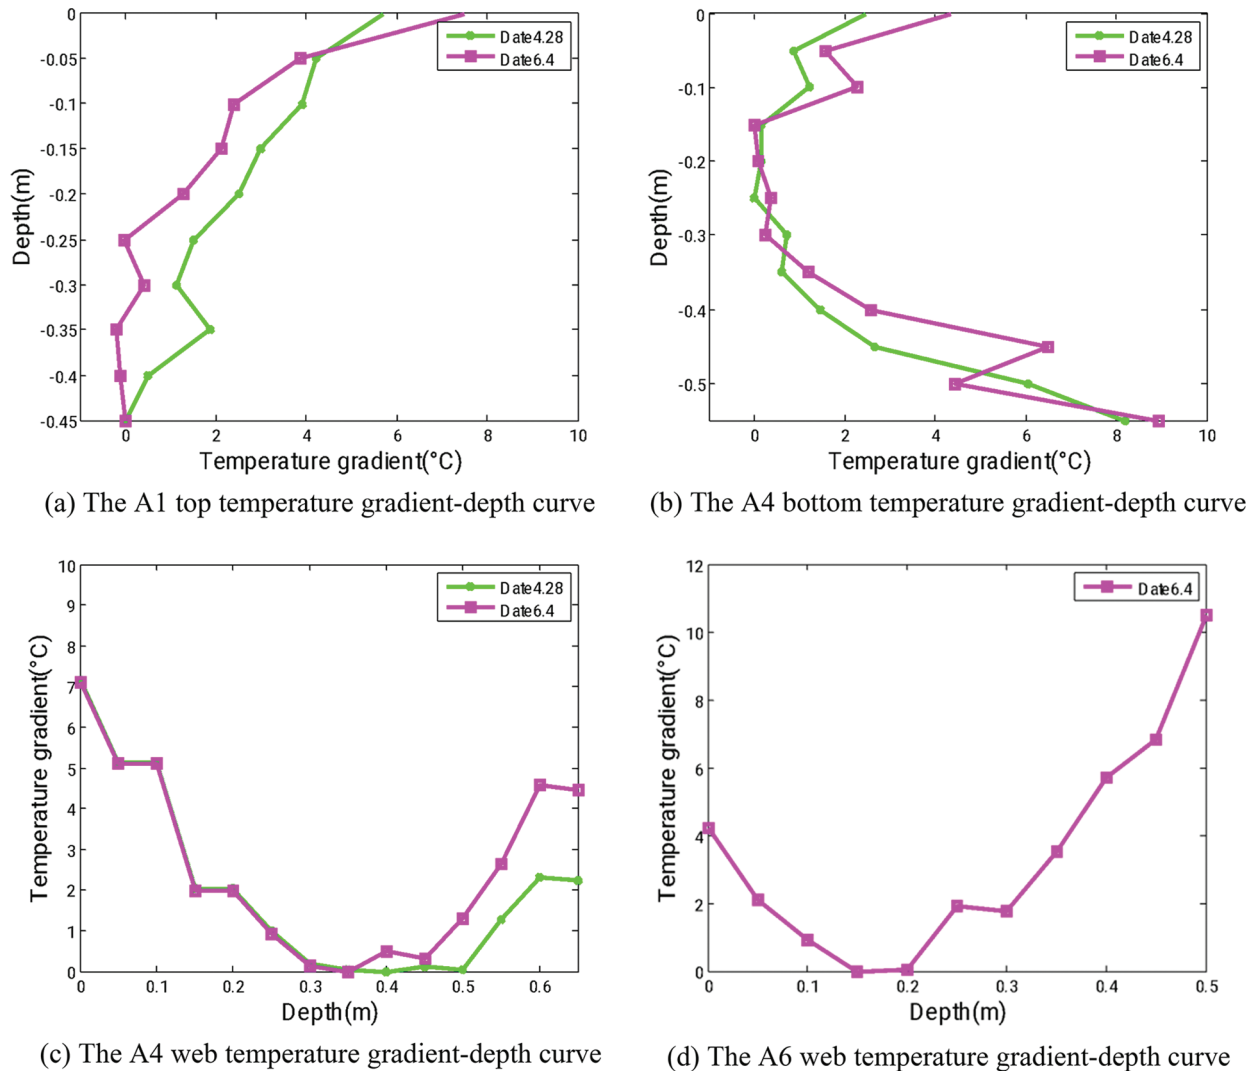 0
-0.05
-0.1
-0.15
-0.2
-0.25
-0.3
-0.35
-0.4
-0.45
Depth(m)
0 2 4 6 8 10
Temperature gradient(°C)
Date4.28
Date6.4
(a) The A1 top temperature gradient-depth curve
0
-0.1
-0.2
-0.3
-0.4
-0.5
Depth(m)
0 2 4 6 8 10
Temperature gradient(°C)
Date4.28
Date6.4
(b) The A4 bottom temperature gradient-depth curve
10
9
8
7
6
5
4
3
2
1
0
Temperature gradient(°C)
0 0.1 0.2 0.3 0.4 0.5 0.6
Depth(m)
Date4.28
Date6.4
(c) The A4 web temperature gradient-depth curve
12
10
8
6
4
2
0
Temperature gradient(°C)
0 0.1 0.2 0.3 0.4 0.5
Depth(m)
Date6.4
(d) The A6 web temperature gradient-depth curve